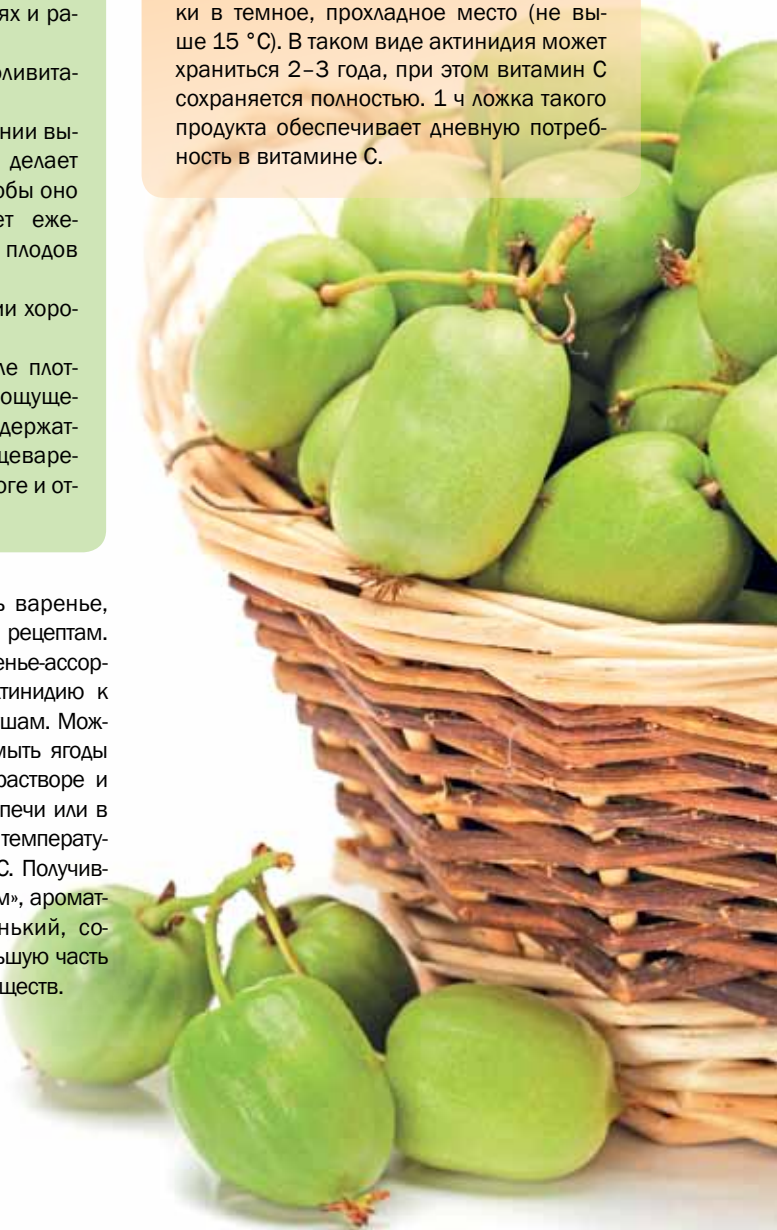 ях и ра-
оливита-
нии вы-
делает
обы оно
ет еже-
плодов
ии хоро-
ле плот-
ощуще-
держат-
щеваре-
оге и от-
ь варенье,
рецептам.
енье-ассор-
ктинидию к
шам. Мож-
мыть ягоды
растворе и
печи или в
температу-
С. Получив-
м», аромат-
нький, со-
ьшую часть
ществ.
ки в темное, прохладное место (не вы-
ше 15 °С). В таком виде актинидия может
храниться 2–3 года, при этом витамин С
сохраняется полностью. 1 ч ложка такого
продукта обеспечивает дневную потреб-
ность в витамине С.